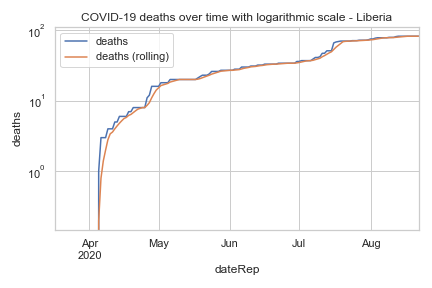 COVID-19 deaths over time with logarithmic scale - Liberia
deaths
deaths (rolling)
10²
10¹
10⁰
deaths
Apr
2020
May
Jun
Jul
Aug
dateRep